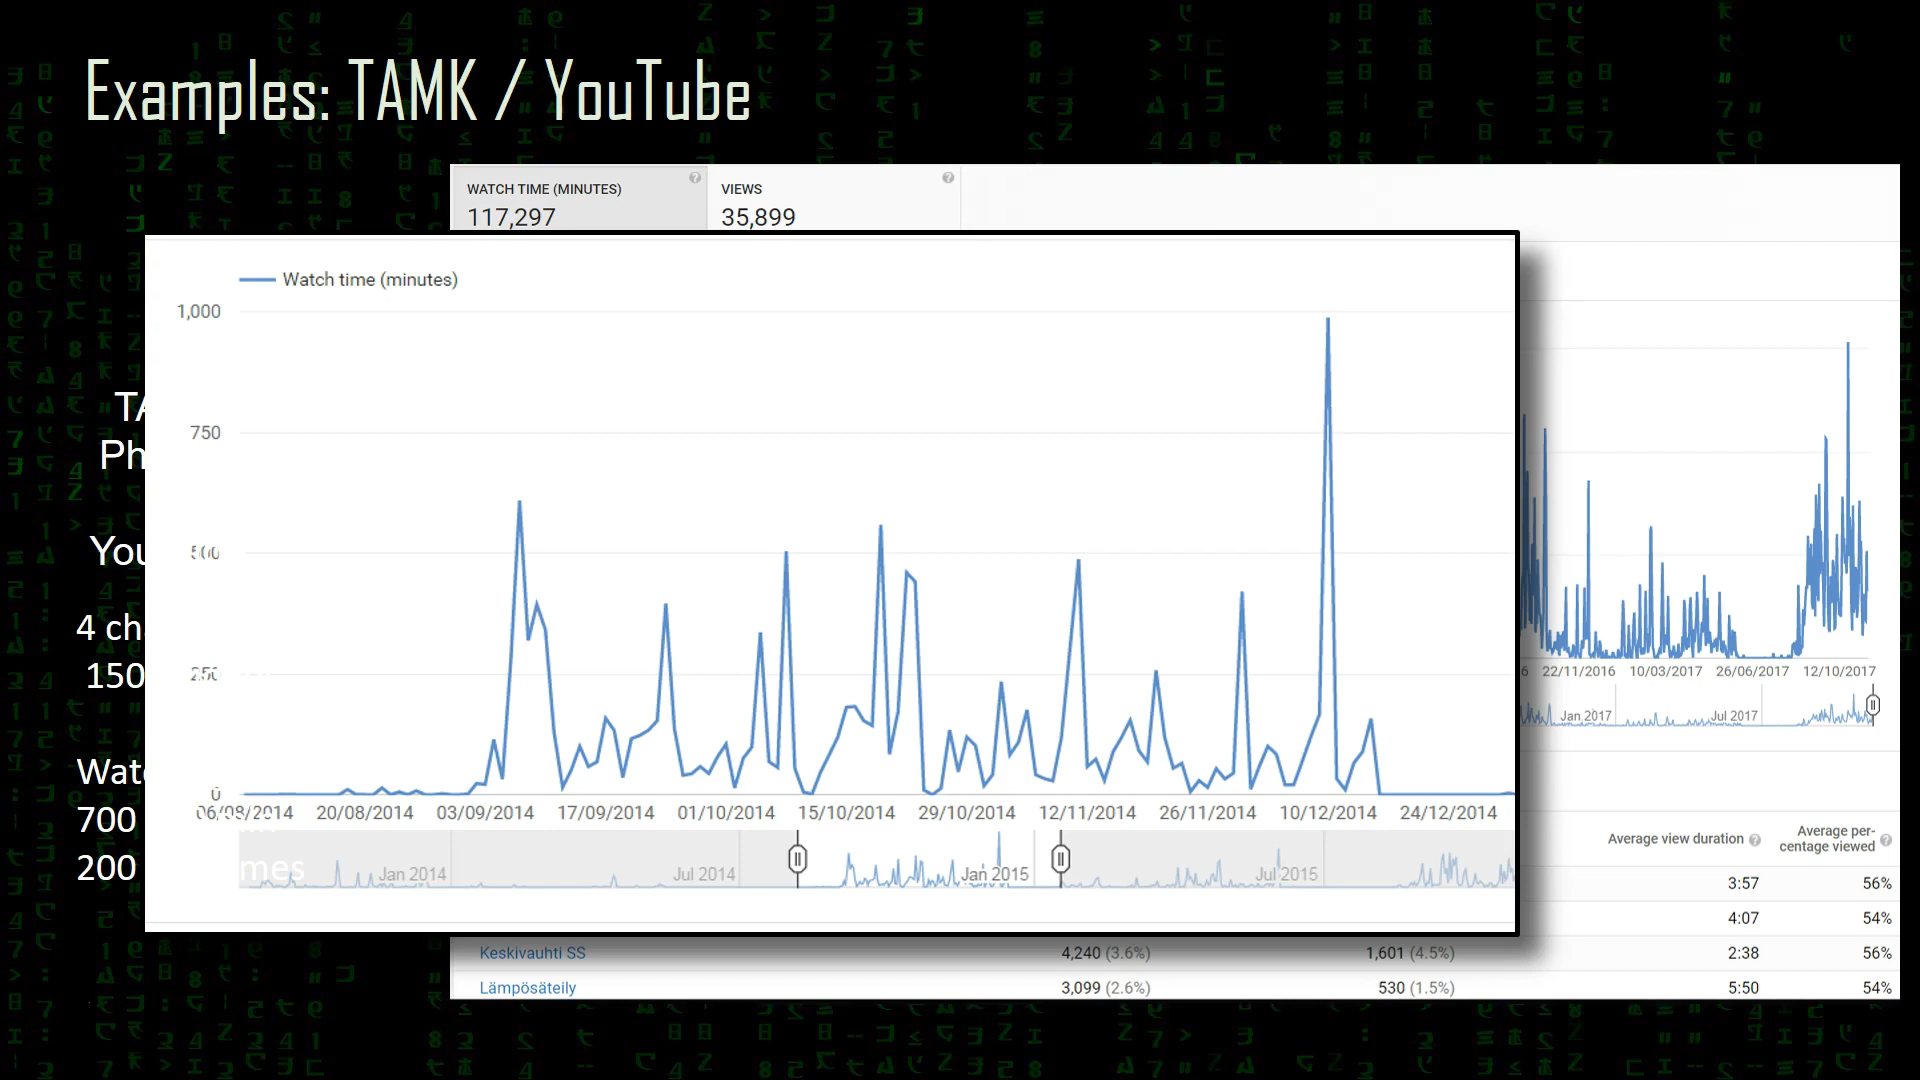 Examples: TAMK / YouTube
WATCH TIME (MINUTES)
117,297
VIEWS
35,899
Watch time (minutes)
1,000
750
500
250
0
06/08/2014 20/08/2014 03/09/2014 17/09/2014 01/10/2014 15/10/2014 29/10/2014 12/11/2014 26/11/2014 10/12/2014 24/12/2014
Jan 2014 Jul 2014 Jan 2015 Jul 2015
4
150
700
200
22/11/2016 10/03/2017 26/06/2017 12/10/2017
Jan 2017 Jul 2017
Average view duration Average per-
centage viewed
3:57 56%
4:07 54%
Keskivauhti SS 4,240 (3.6%) 1,601 (4.5%) 2:38 56%
Lämpösäteily 3,099 (2.6%) 530 (1.5%) 5:50 54%